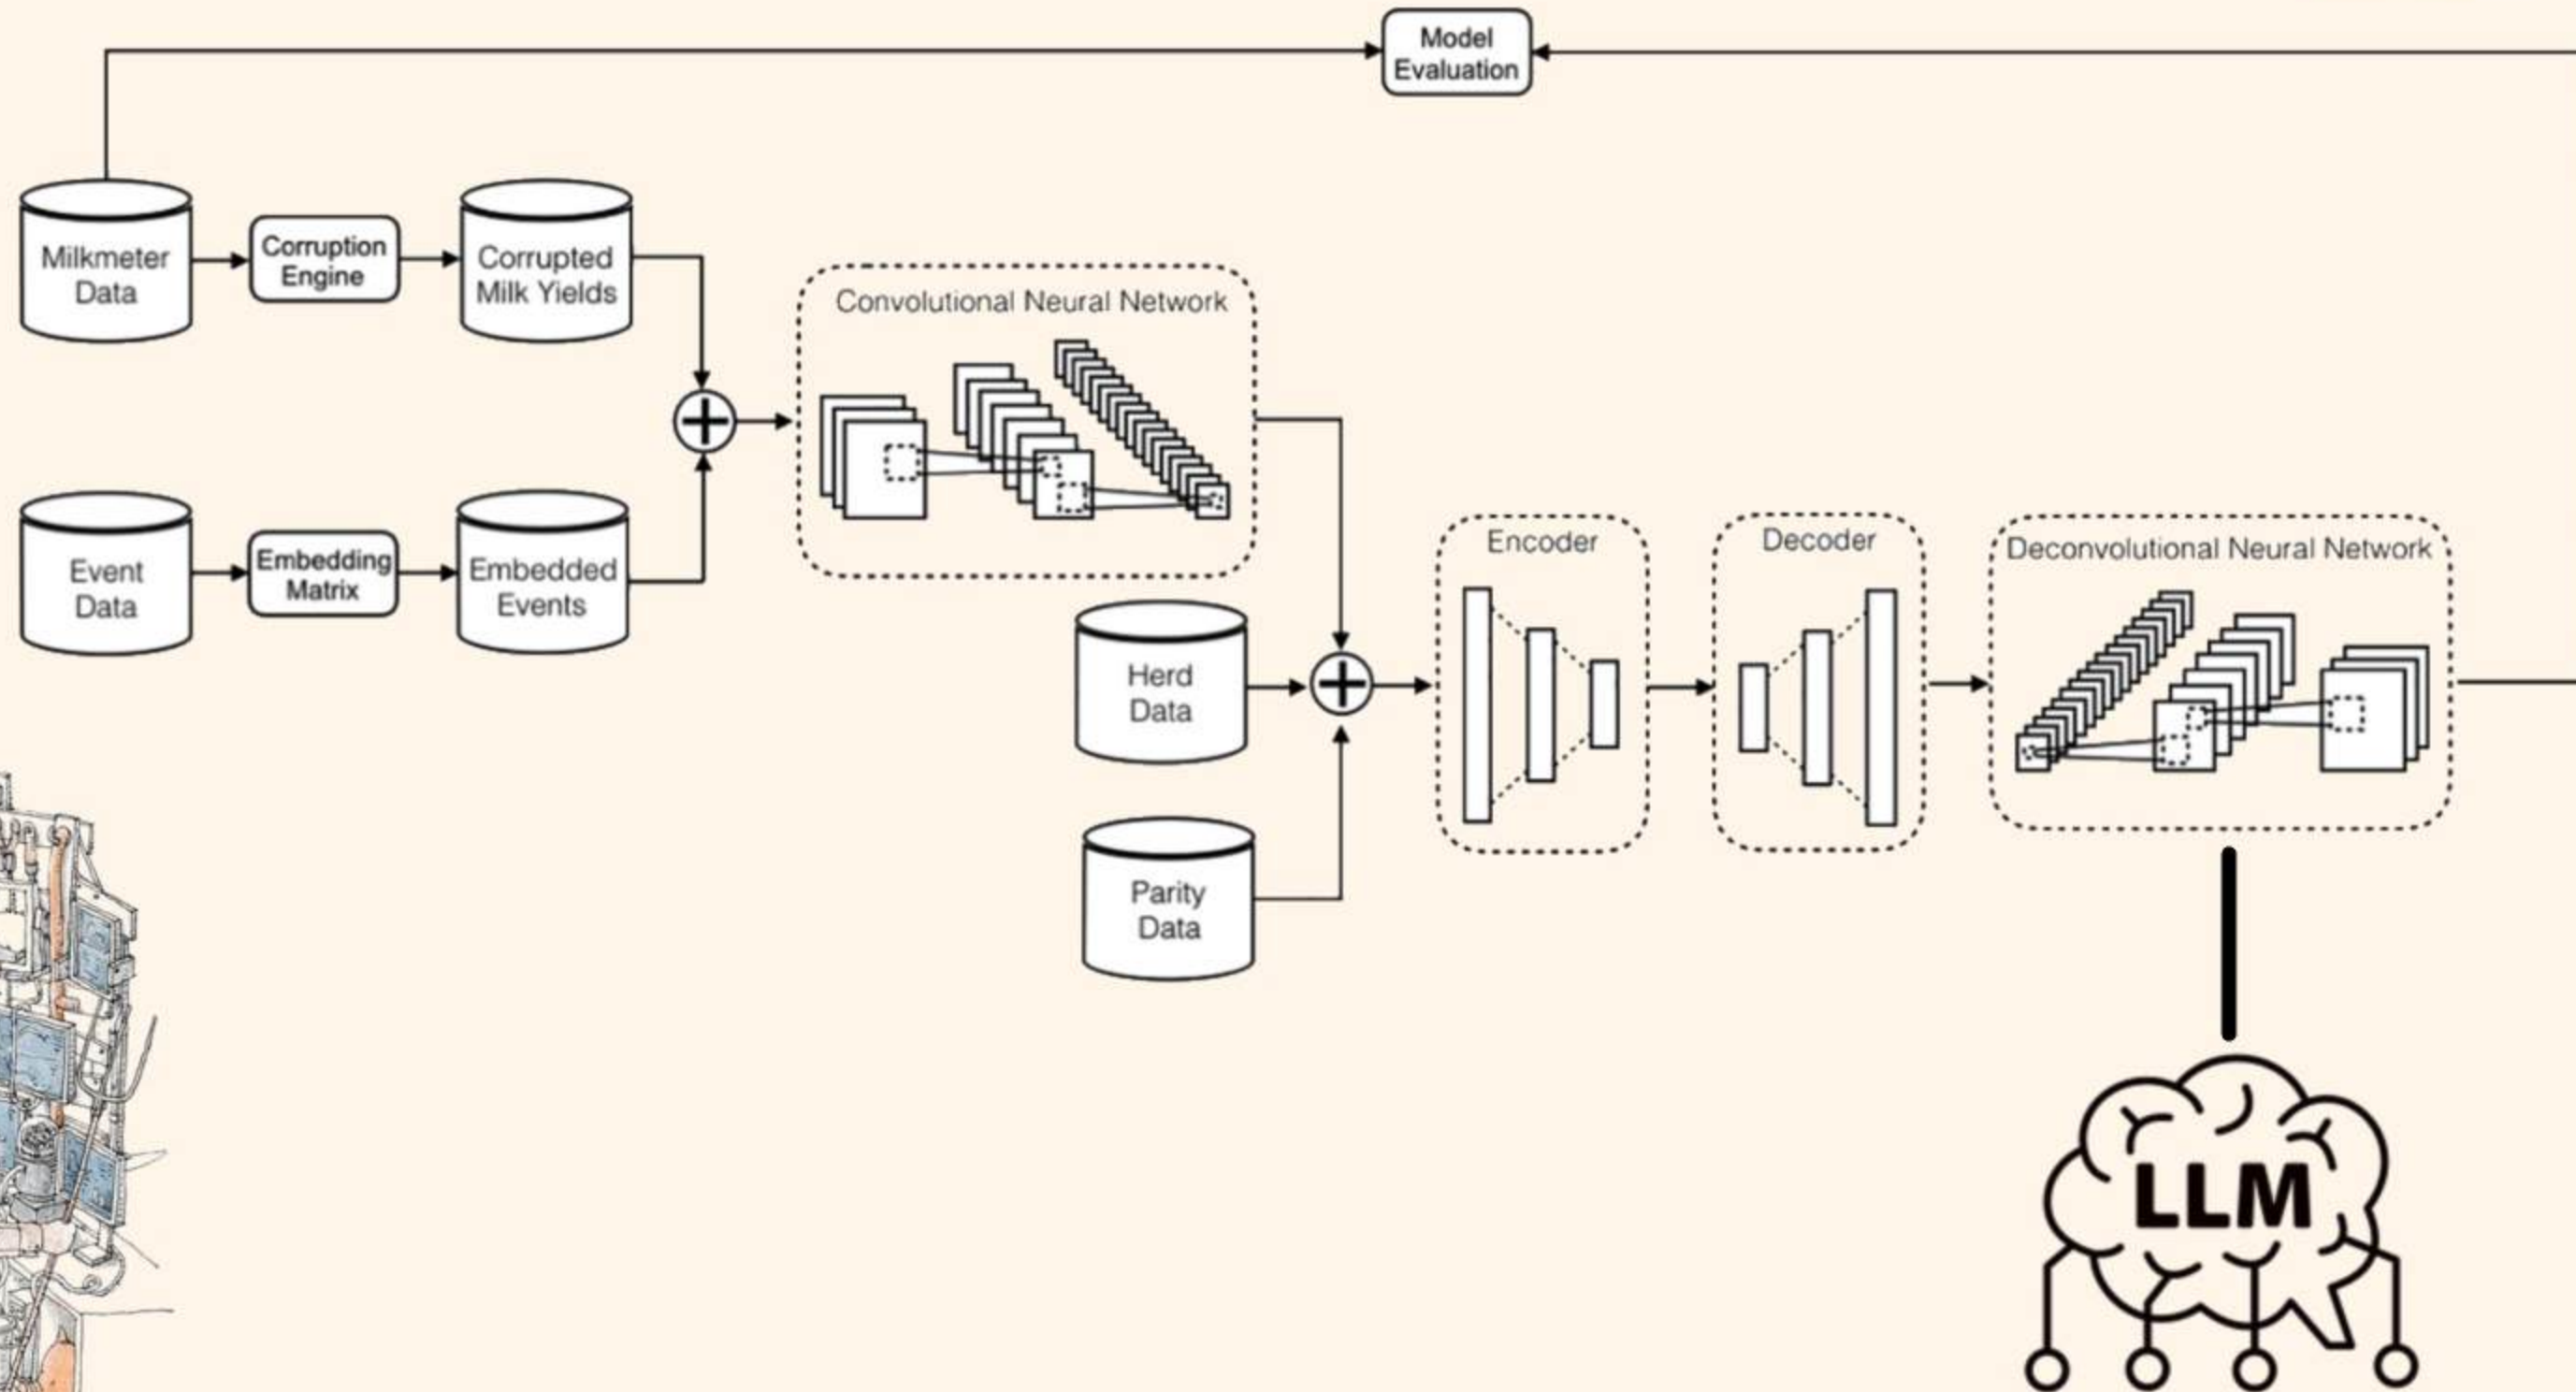 Model
Evaluation
Milkmeter
Data
Corruption
Engine
Corrupted
Milk Yields
Convolutional Neural Network
Event
Data
Embedding
Matrix
Embedded
Events
Herd
Data
Parity
Data
Encoder
Decoder
Deconvolutional Neural Network
LLM